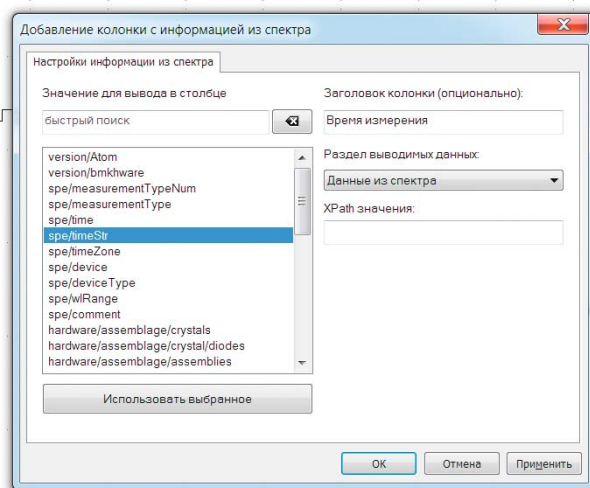 Добавление колонки с информацией из спектра
Настройки информации из спектра
Значение для вывода в столбце
быстрый поиск
version/Atom
version/bmkhware
spe/measurementTypeNum
spe/measurementType
spe/time
spe/timeStr
spe/timeZone
spe/device
spe/deviceType
spe/wlRange
spe/comment
hardware/assemblage/crystals
hardware/assemblage/crystal/diodes
hardware/assemblage/assemblies
Использовать выбранное
Заголовок колонки (опционально):
Время измерения
Раздел выводимых данных:
Данные из спектра
XPath значения:
ОК
Отмена
Применить